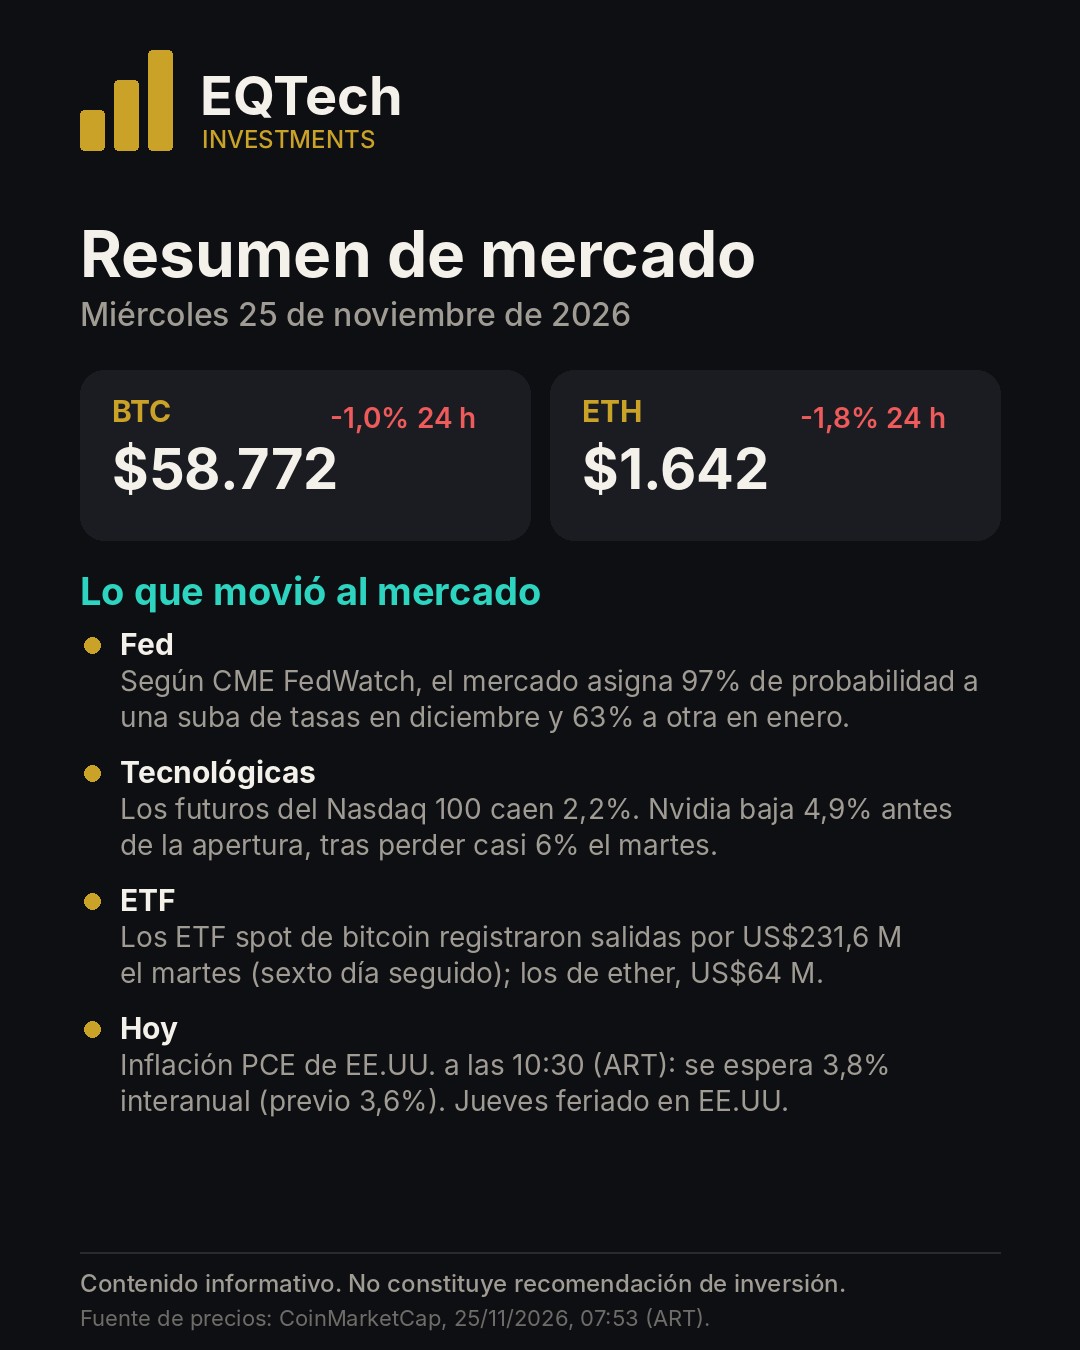 EQTech
INVESTMENTS
Resumen de mercado
Miércoles 25 de noviembre de 2026
BTC
-1,0% 24 h
$58.772
ETH
-1,8% 24 h
$1.642
Lo que movió al mercado
Fed
Según CME FedWatch, el mercado asigna 97% de probabilidad a
una suba de tasas en diciembre y 63% a otra en enero.
Tecnológicas
Los futuros del Nasdaq 100 caen 2,2%. Nvidia baja 4,9% antes
de la apertura, tras perder casi 6% el martes.
ETF
Los ETF spot de bitcoin registraron salidas por US$231,6 M
el martes (sexto día seguido); los de ether, US$64 M.
Hoy
Inflación PCE de EE.UU. a las 10:30 (ART): se espera 3,8%
interanual (previo 3,6%). Jueves feriado en EE.UU.
Contenido informativo. No constituye recomendación de inversión.
Fuente de precios: CoinMarketCap, 25/11/2026, 07:53 (ART).